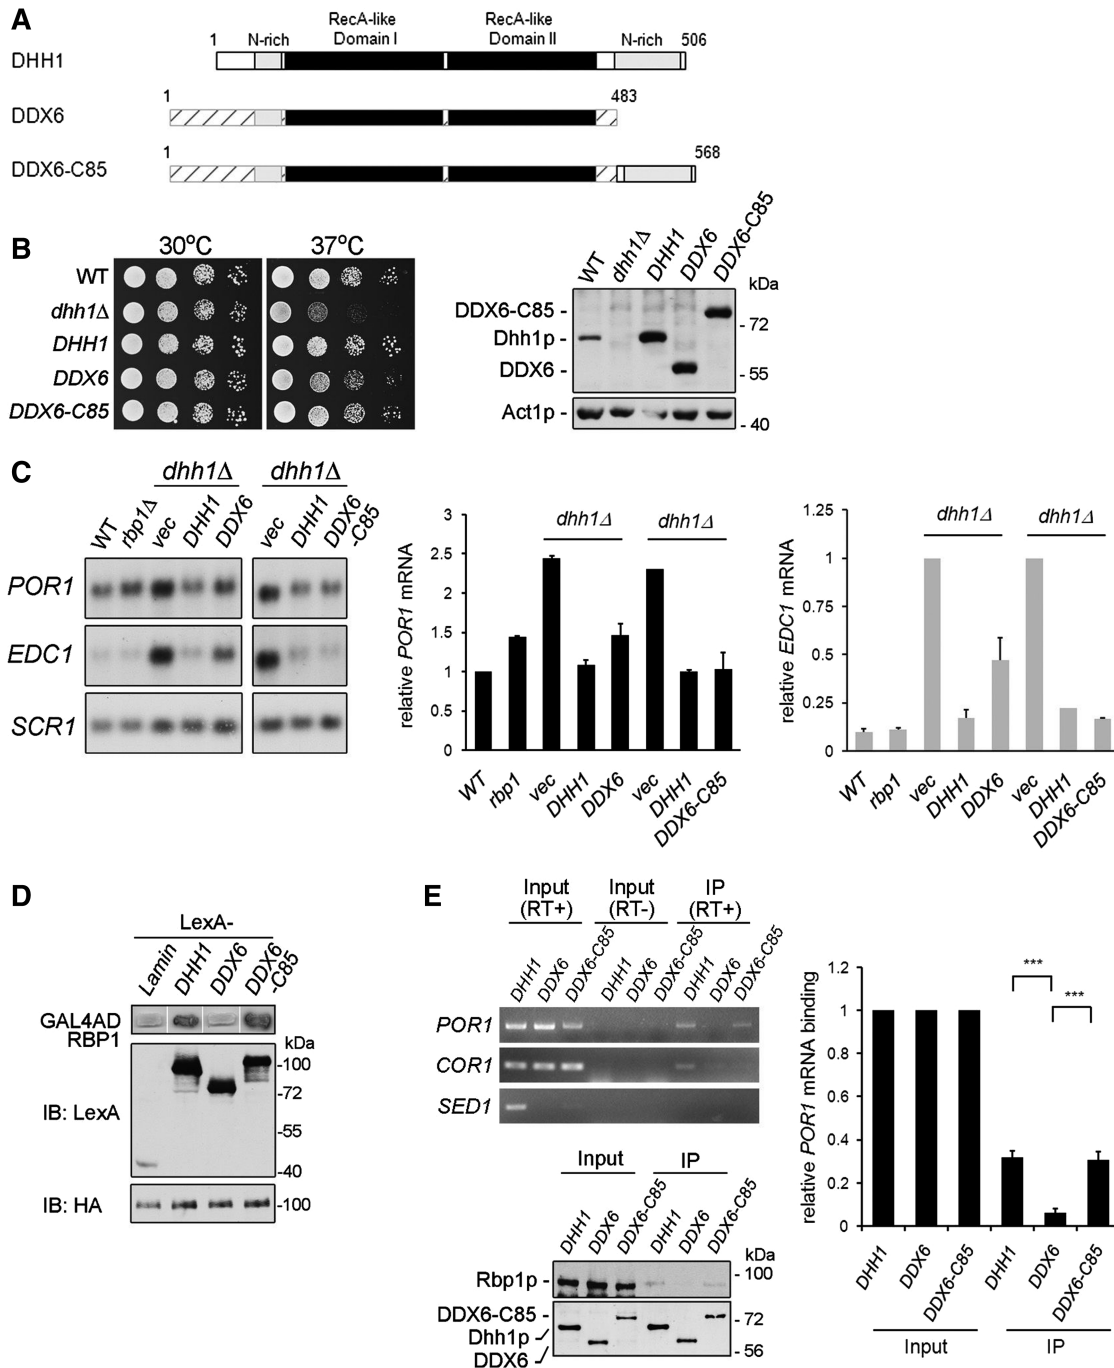 A
RecA-like
Domain I
RecA-like
Domain II
1
N-rich
N-rich
506
DHH1
1
483
DDX6
1
568
DDX6-C85
B
30°C
37°C
WT
dhh1Δ
DHH1
DDX6
DDX6-C85
WT
dhh1Δ
DHH1
DDX6
DDX6-C85
kDa
DDX6-C85 -
- 72
Dhh1p -
DDX6 -
- 55
Act1p -
- 40
C
dhh1Δ
dhh1Δ
WT
rbp1Δ
vec
DHH1
DDX6
vec
DHH1
DDX6
-C85
POR1
EDC1
SCR1
relative POR1 mRNA
3
2.5
2
1.5
1
0.5
0
dhh1Δ
dhh1Δ
WT
rbp1
vec
DHH1
DDX6
vec
DHH1
DDX6-C85
relative EDC1 mRNA
1.25
1
0.75
0.5
0.25
0
dhh1Δ
dhh1Δ
WT
rbp1
vec
DHH1
DDX6
vec
DHH1
DDX6-C85
D
LexA-
Lamin
DHH1
DDX6
DDX6
-C85
GAL4AD
RBP1
kDa
-100
-72
IB: LexA
-55
-40
IB: HA
-100
E
Input
(RT+)
Input
(RT-)
IP
(RT+)
DHH1
DDX6
DDX6-C85
DHH1
DDX6
DDX6-C85
DHH1
DDX6
DDX6-C85
POR1
COR1
SED1
Input
IP
DHH1
DDX6
DDX6-C85
DHH1
DDX6
DDX6-C85
kDa
Rbp1p -
- 100
DDX6-C85 -
- 72
Dhh1p
DDX6
- 56
relative POR1 mRNA binding
1.2
1
0.8
0.6
0.4
0.2
0
***
***
DHH1
DDX6
DDX6-C85
DHH1
DDX6
DDX6-C85
Input
IP